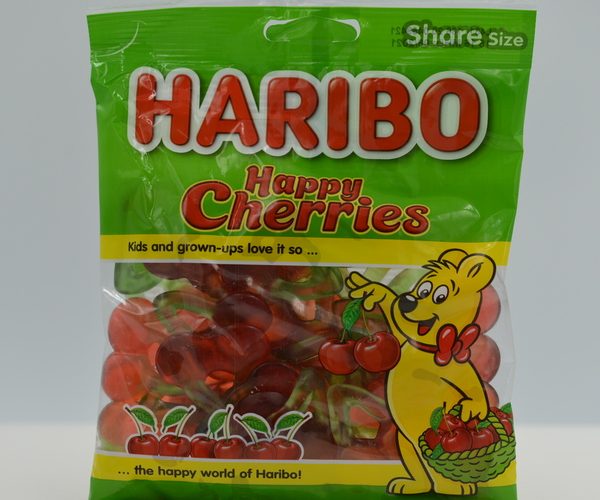 Share Size
HARIBO
Happy
Cherries
Kids and grown-ups love it so ...
... the happy world of Haribo!